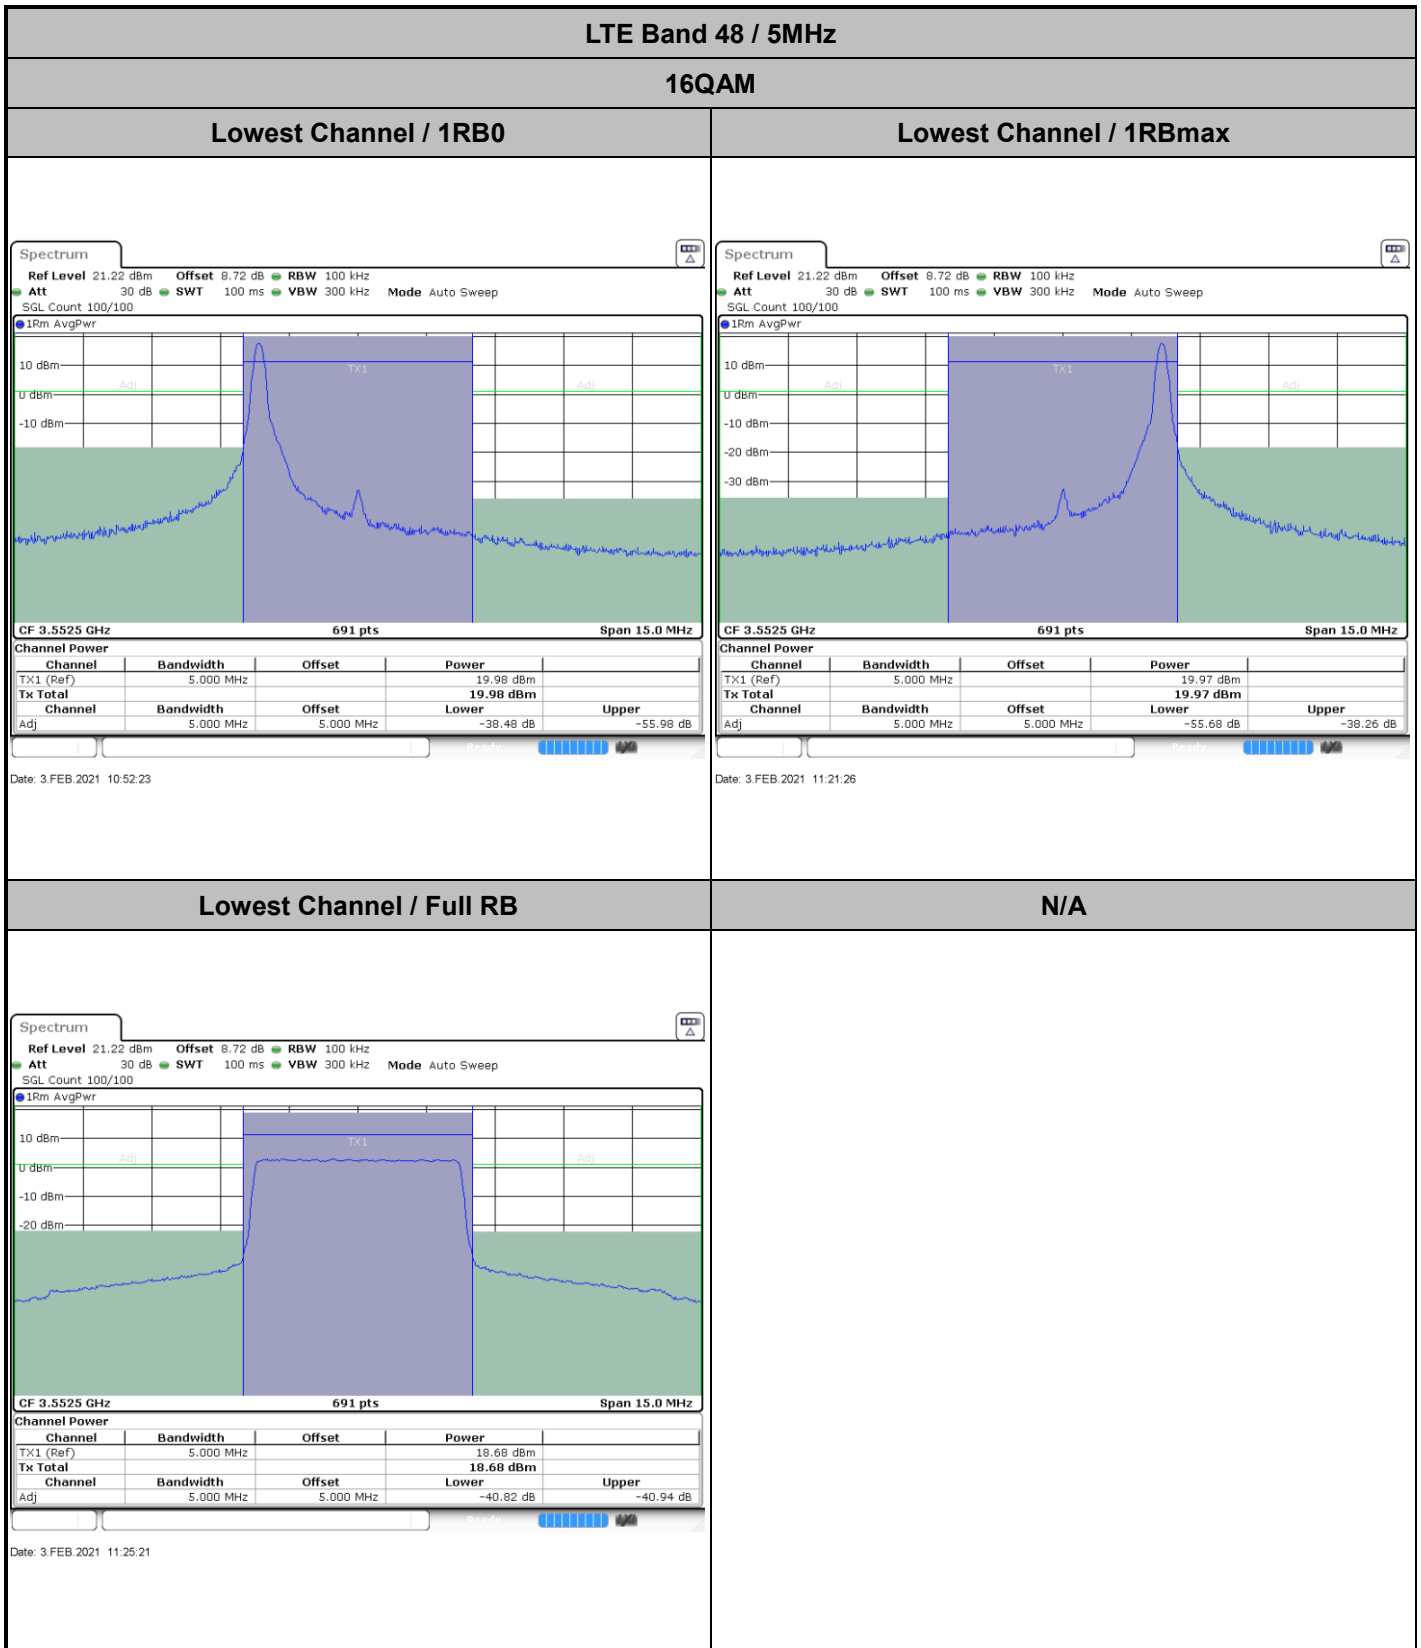 LTE Band 48 / 5MHz
16QAM
Lowest Channel / 1RB0
Lowest Channel / 1RBmax
Spectrum
Ref Level 21.22 dBm Offset 8.72 dB RBW 100 kHz
Att 30 dB SWT 100 ms VBW 300 kHz Mode Auto Sweep
SGL Count 100/100
1Rm AvgPwr
10 dBm
TX1
Adj
Adj
0 dBm
-10 dBm
CF 3.5525 GHz 691 pts Span 15.0 MHz
Channel Power
Channel Bandwidth Offset Power
TX1 (Ref) 5.000 MHz 19.98 dBm
Tx Total 19.98 dBm
Channel Bandwidth Offset Lower Upper
Adj 5.000 MHz 5.000 MHz -38.48 dB -55.98 dB
Ready
Date: 3.FEB.2021 10:52:23
Spectrum
Ref Level 21.22 dBm Offset 8.72 dB RBW 100 kHz
Att 30 dB SWT 100 ms VBW 300 kHz Mode Auto Sweep
SGL Count 100/100
1Rm AvgPwr
10 dBm
TX1
Adj
Adj
0 dBm
-10 dBm
-20 dBm
-30 dBm
CF 3.5525 GHz 691 pts Span 15.0 MHz
Channel Power
Channel Bandwidth Offset Power
TX1 (Ref) 5.000 MHz 19.97 dBm
Tx Total 19.97 dBm
Channel Bandwidth Offset Lower Upper
Adj 5.000 MHz 5.000 MHz -55.68 dB -38.26 dB
Ready
Date: 3.FEB.2021 11:21:26
Lowest Channel / Full RB
N/A
Spectrum
Ref Level 21.22 dBm Offset 8.72 dB RBW 100 kHz
Att 30 dB SWT 100 ms VBW 300 kHz Mode Auto Sweep
SGL Count 100/100
1Rm AvgPwr
10 dBm
TX1
Adj
Adj
0 dBm
-10 dBm
-20 dBm
CF 3.5525 GHz 691 pts Span 15.0 MHz
Channel Power
Channel Bandwidth Offset Power
TX1 (Ref) 5.000 MHz 18.68 dBm
Tx Total 18.68 dBm
Channel Bandwidth Offset Lower Upper
Adj 5.000 MHz 5.000 MHz -40.82 dB -40.94 dB
Ready
Date: 3.FEB.2021 11:25:21